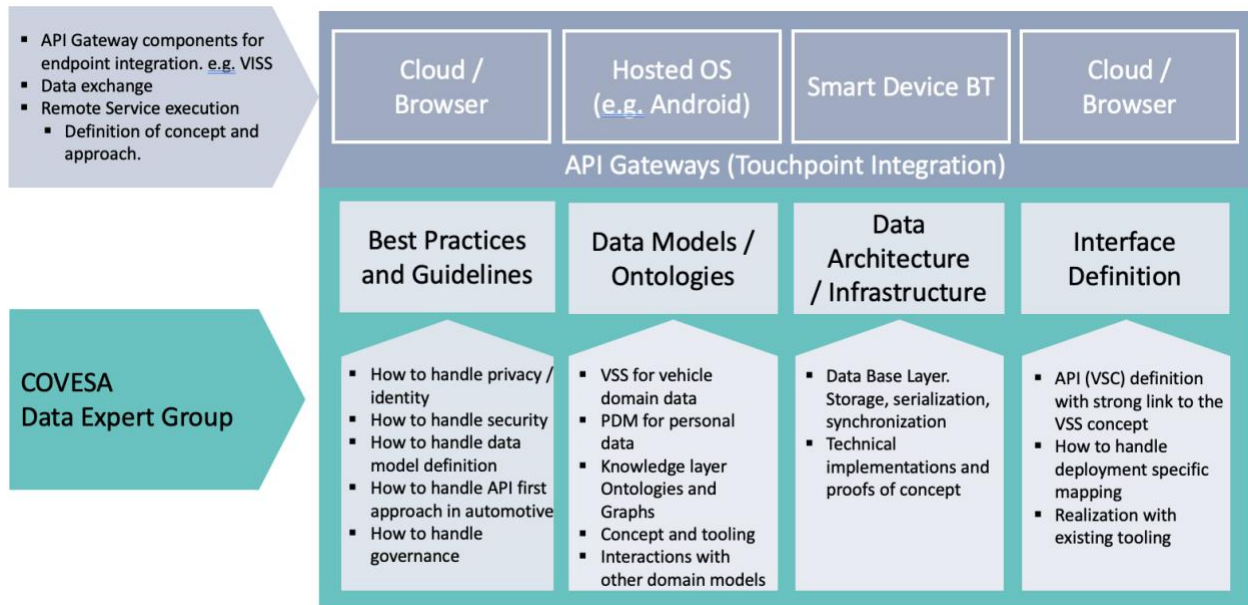 ▪ API Gateway components for
endpoint integration. e.g. VISS
▪ Data exchange
▪ Remote Service execution
▪ Definition of concept and
approach.
Cloud /
Browser
Hosted OS
(e.g. Android)
Smart Device BT
Cloud /
Browser
API Gateways (Touchpoint Integration)
COVESA
Data Expert Group
Best Practices
and Guidelines
▪ How to handle privacy /
identity
▪ How to handle security
▪ How to handle data
model definition
▪ How to handle API first
approach in automotive
▪ How to handle
governance
Data Models /
Ontologies
▪ VSS for vehicle
domain data
▪ PDM for personal
data
▪ Knowledge layer
Ontologies and
Graphs
▪ Concept and tooling
▪ Interactions with
other domain models
Data
Architecture
/ Infrastructure
▪ Data Base Layer.
Storage, serialization,
synchronization
▪ Technical
implementations and
proofs of concept
Interface
Definition
▪ API (VSC) definition
with strong link to the
VSS concept
▪ How to handle
deployment specific
mapping
▪ Realization with
existing tooling